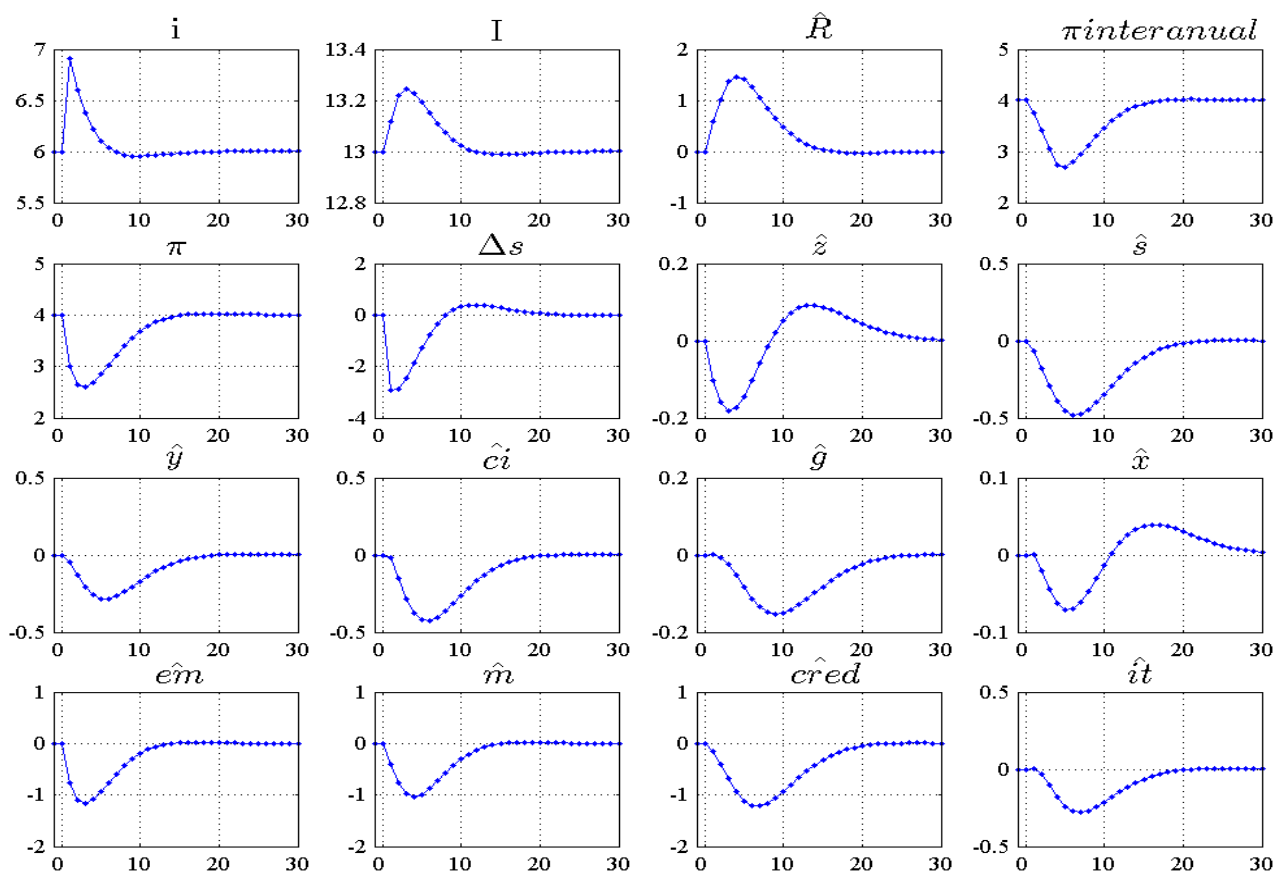 i I R̂ πinteranual
7 13.4 2 5
6.5 13.2 1 4
6 13 0 3
5.5 12.8 -1 2
0 10 20 30 0 10 20 30 0 10 20 30 0 10 20 30
π Δs ẑ ŝ
5 2 0.2 0.5
4 0
3 -2 0 0
2 -4 -0.2 -0.5
0 10 20 30 0 10 20 30 0 10 20 30 0 10 20 30
ŷ ĉi ĝ x̂
0.5 0.5 0.2 0.1
0 0 0 0
-0.5 -0.5 -0.2 -0.1
0 10 20 30 0 10 20 30 0 10 20 30 0 10 20 30
em̂ m̂ cr̂ed ît
1 1 1 0.5
0 0 0 0
-1 -1 -1
-2 -2 -2 -0.5
0 10 20 30 0 10 20 30 0 10 20 30 0 10 20 30